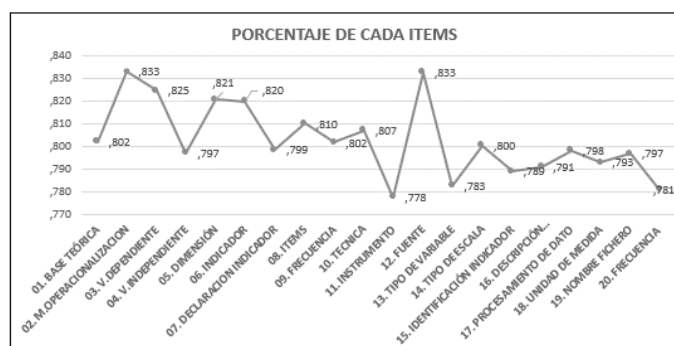 PORCENTAJE DE CADA ITEMS
,840
,830
,820
,810
,800
,790
,780
,770
,802
,833
,825
,797
,821
,820
,799
,810
,802
,807
,778
,833
,783
,800
,789
,791
,798
,793
,797
,781
01. BASE TEÓRICA
02. M.OPERACIONALIZACION
03. V.DEPENDIENTE
04. V. INDEPENDIENTE
05. DIMENSIÓN
06. INDICADOR
07. DECLARACION INDICADOR
08. ITEMS
09. FRECUENCIA
10. TECNICA
11. INSTRUMENTO
12. FUENTE
13. TIPO DE VARIABLE
14. TIPO DE ESCALA
15. IDENTIFICACIÓN INDICADOR
16. DESCRIPCIÓN...
17. PROCESAMIENTO DE DATO
18. UNIDAD DE MEDIDA
19. NOMBRE FICHERO
20. FRECUENCIA